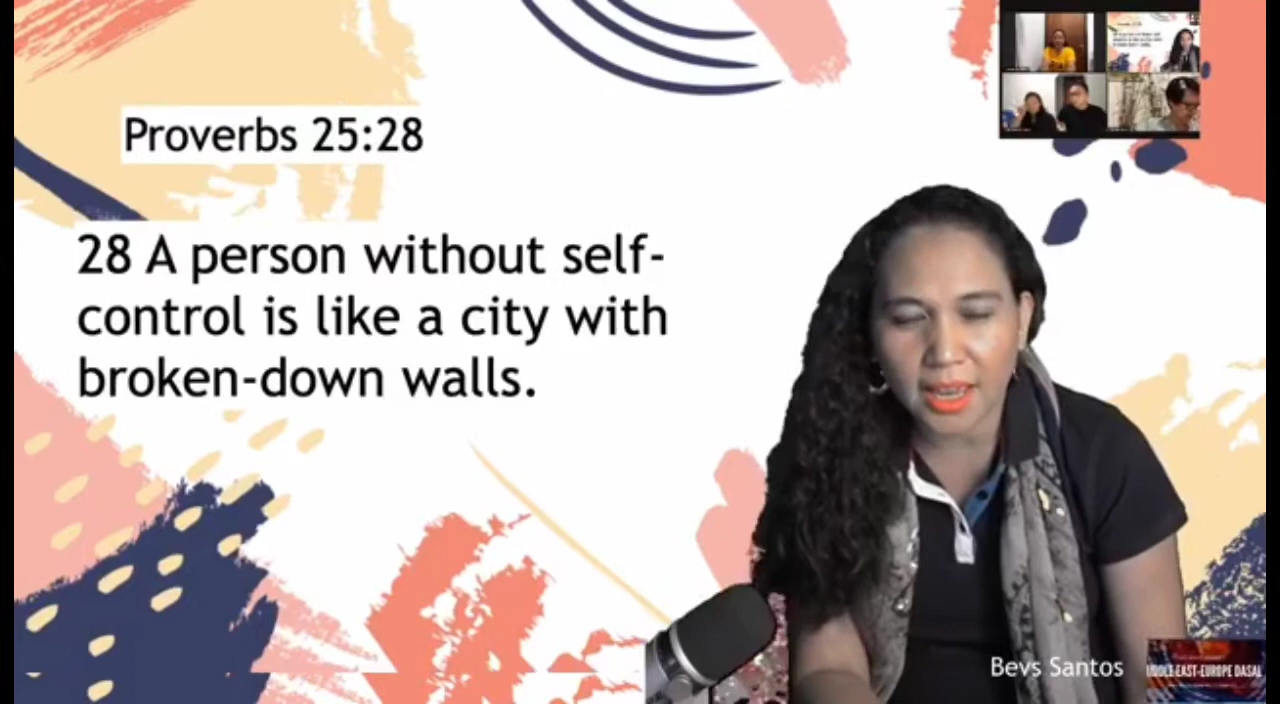 Proverbs 25:28
28 A person without self-
control is like a city with
broken-down walls.
Bevs Santos
MIDDLE-EAST-EUROPE DASAL